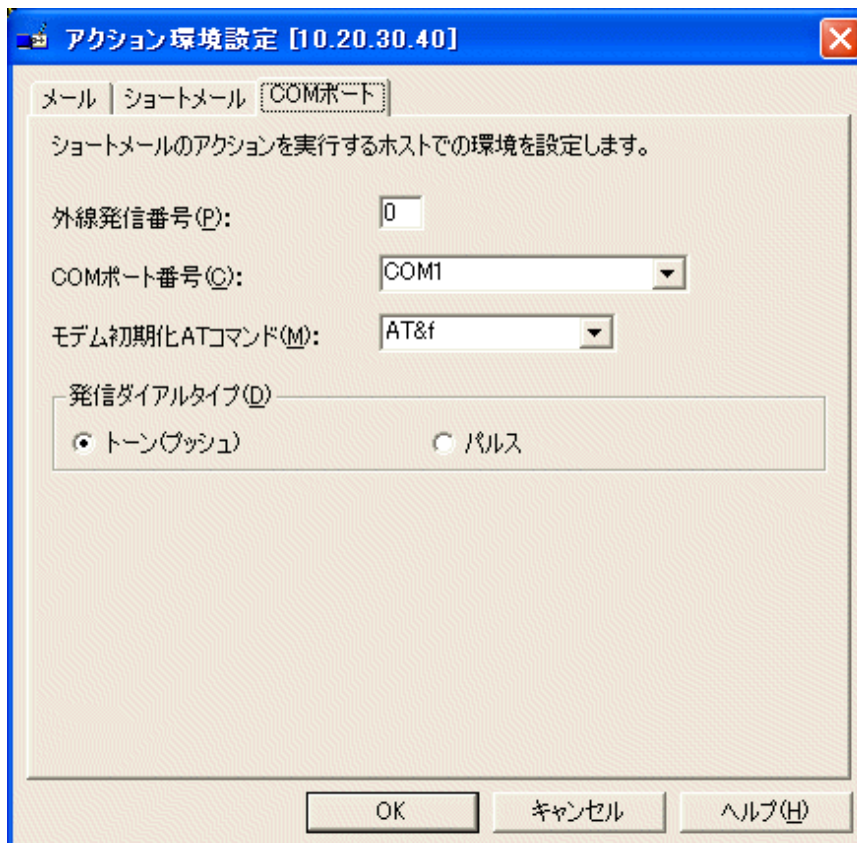 アクション環境設定 [10.20.30.40]
メール ショートメール COMポート
ショートメールのアクションを実行するホストでの環境を設定します。
外線発信番号(P): 0
COMポート番号(C): COM1
モデム初期化ATコマンド(M): AT&f
発信ダイアルタイプ(D)
トーン(プッシュ) パルス
OK キャンセル ヘルプ(H)